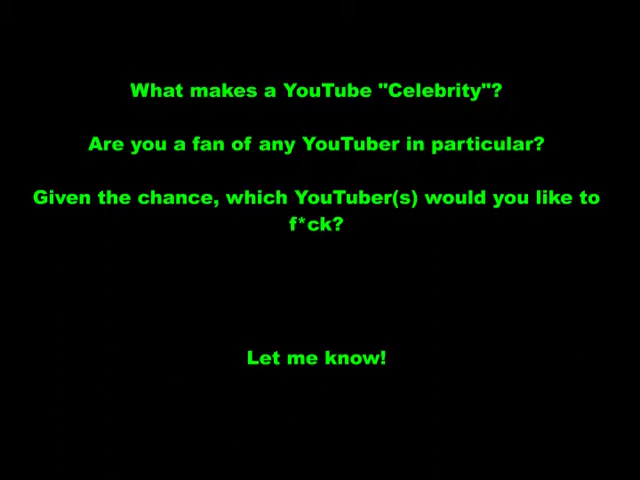 What makes a YouTube "Celebrity"?
Are you a fan of any YouTuber in particular?
Given the chance, which YouTuber(s) would you like to
f*ck?
Let me know!